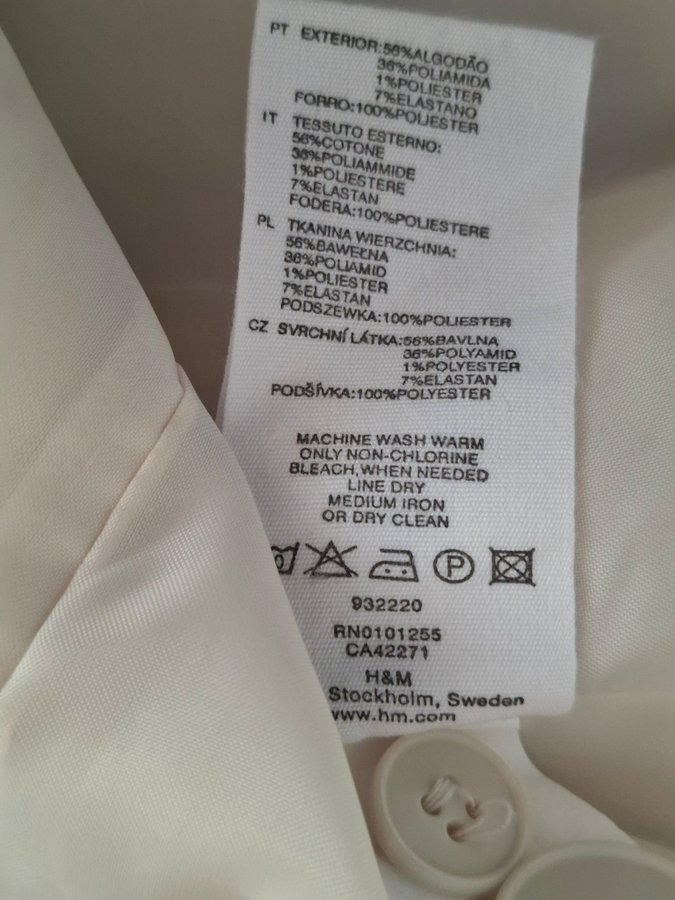 PT EXTERIOR:56%ALGODÃO
36%POLIAMIDA
1%POLIESTER
7%ELASTANO
FORRO:100%POLIESTER
IT TESSUTO ESTERNO:
56%COTONE
36%POLIAMMIDE
1%POLIESTERE
7%ELASTAN
FODERA:100%POLIESTERE
PL TKANINA WIERZCHNIA:
56%BAWEŁNA
36%POLIAMID
1%POLIESTER
7%ELASTAN
PODSZEWKA:100%POLIESTER
CZ SVRCHNÍ LÁTKA:56%BAVLNA
36%POLYAMID
1%POLYESTER
7%ELASTAN
PODŠÍVKA:100%POLYESTER
MACHINE WASH WARM
ONLY NON-CHLORINE
BLEACH,WHEN NEEDED
LINE DRY
MEDIUM IRON
OR DRY CLEAN
P
932220
RN0101255
CA42271
H&M
Stockholm, Sweden
www.hm.com